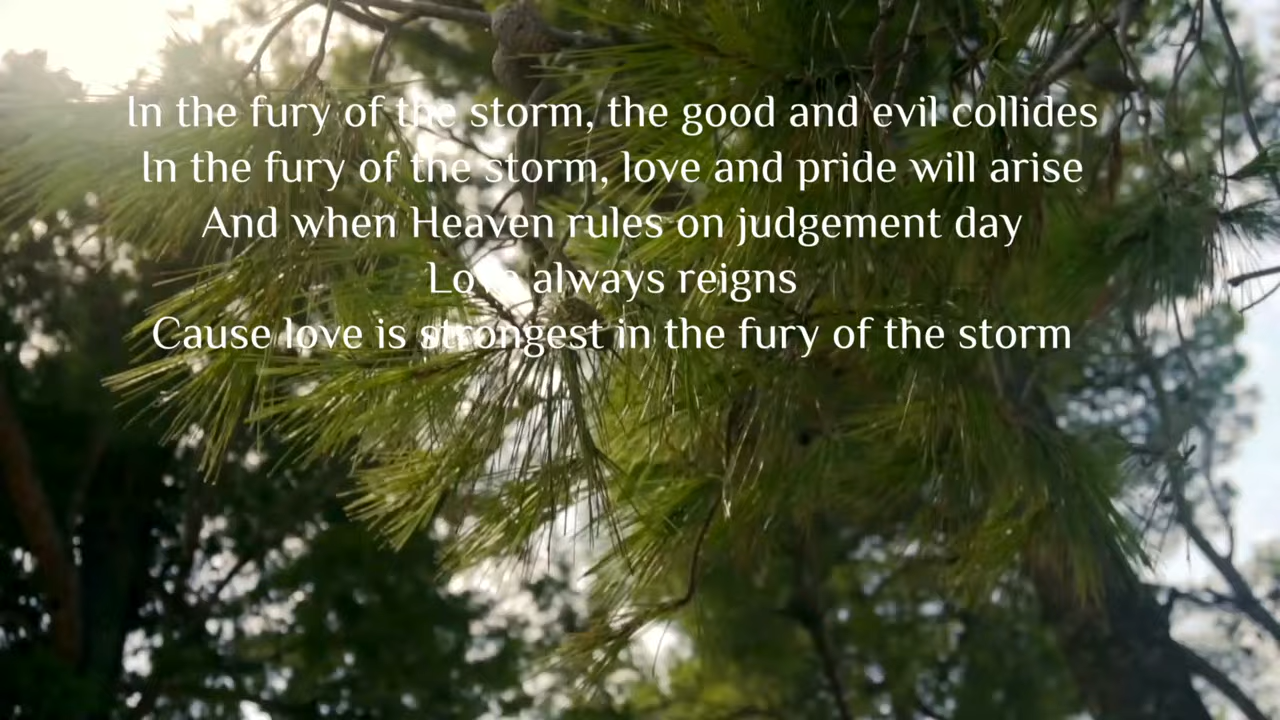 In the fury of the storm, the good and evil collides
In the fury of the storm, love and pride will arise
And when Heaven rules on judgement day
Love always reigns
Cause love is strongest in the fury of the storm